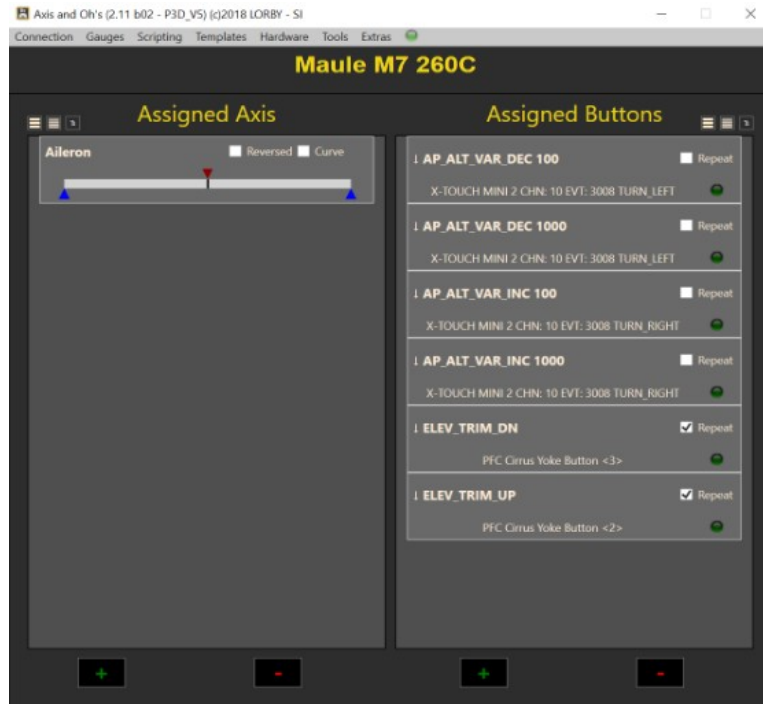 Axis and Oh's (2.11 b02 - P3D_V5) (c)2018 LORBY - SI
Connection Gauges Scripting Templates Hardware Tools Extras
Maule M7 260C
Assigned Axis
Aileron Reversed Curve
Assigned Buttons
↓ AP_ALT_VAR_DEC 100 Repeat
X-TOUCH MINI 2 CHN: 10 EVT: 3008 TURN_LEFT
↓ AP_ALT_VAR_DEC 1000 Repeat
X-TOUCH MINI 2 CHN: 10 EVT: 3008 TURN_LEFT
↓ AP_ALT_VAR_INC 100 Repeat
X-TOUCH MINI 2 CHN: 10 EVT: 3008 TURN_RIGHT
↓ AP_ALT_VAR_INC 1000 Repeat
X-TOUCH MINI 2 CHN: 10 EVT: 3008 TURN_RIGHT
↓ ELEV_TRIM_DN Repeat
PFC Cirrus Yoke Button <3>
↓ ELEV_TRIM_UP Repeat
PFC Cirrus Yoke Button <2>
+ - + -